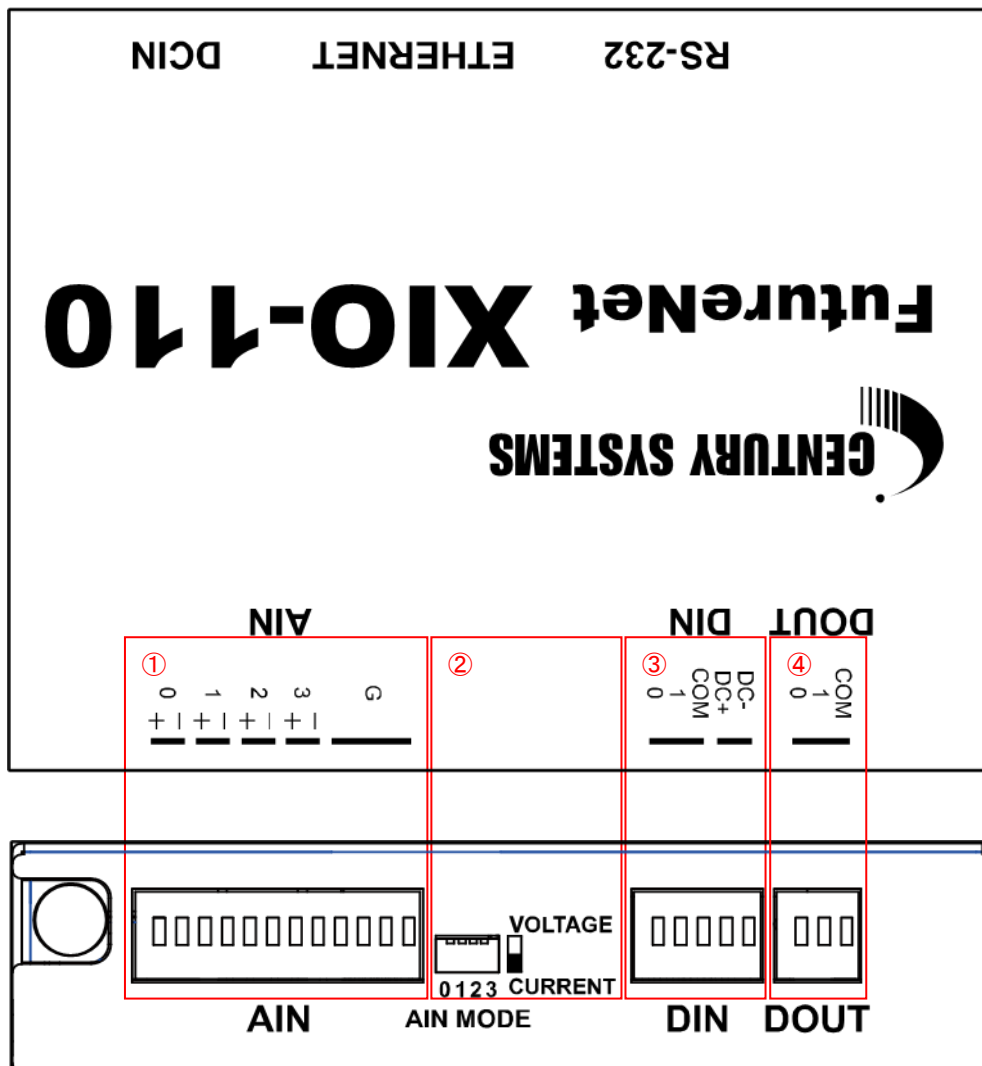 DCIN ETHERNET RS-232
XIO-110 FutureNet
CENTURY SYSTEMS
AIN DIN DOUT
① ② ③ ④
0 1 2 3 G 0 1 COM DC+ DC- 0 1 COM
+ − + − + − + −
VOLTAGE
0123 CURRENT
AIN AIN MODE DIN DOUT